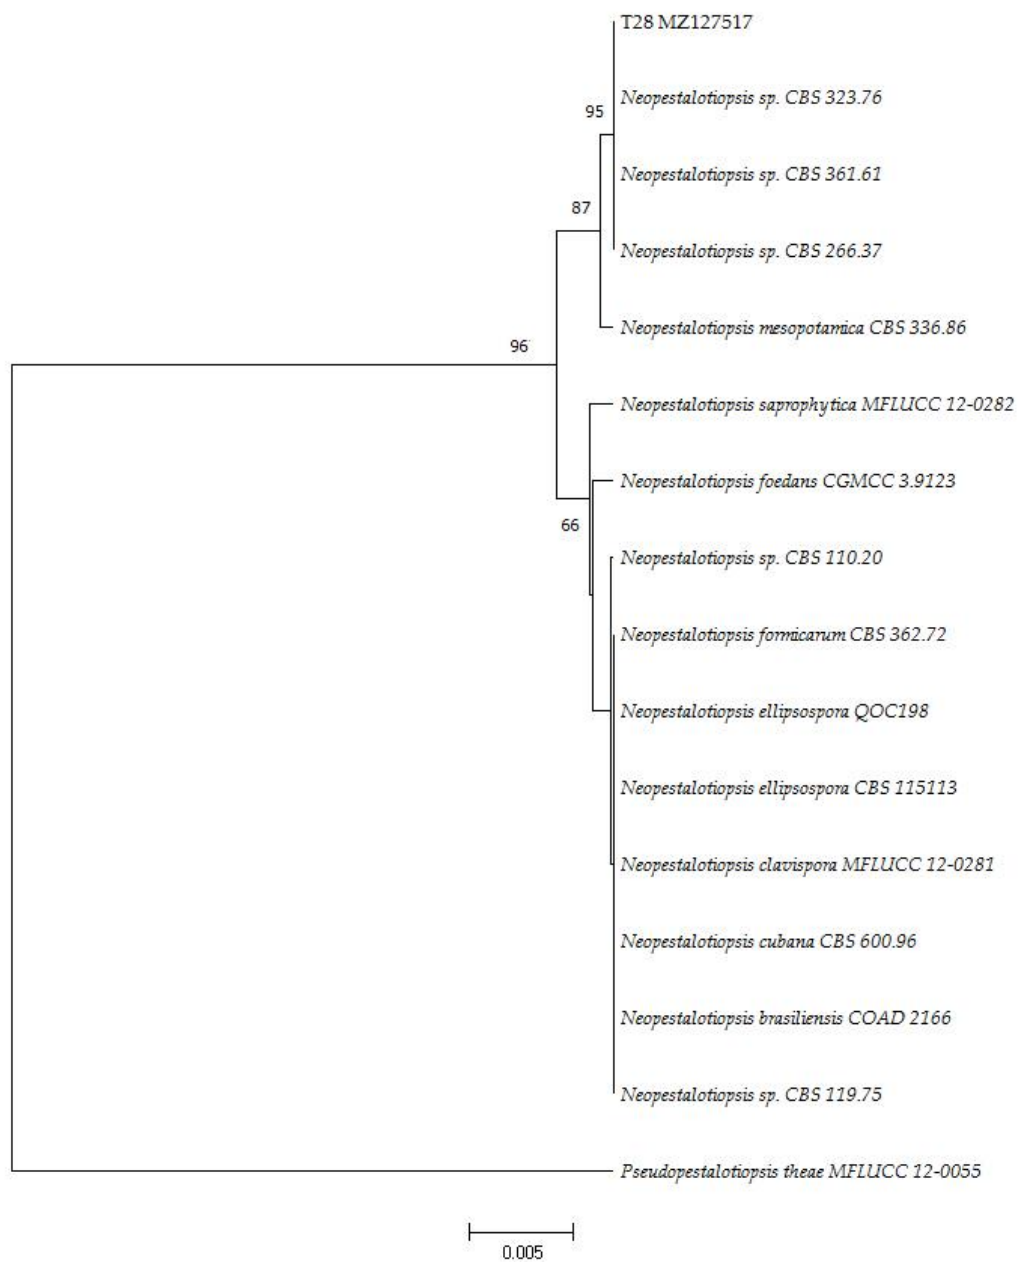 T28 MZ127517
Neopestalotiopsis sp. CBS 323.76
95
Neopestalotiopsis sp. CBS 361.61
87
Neopestalotiopsis sp. CBS 266.37
Neopestalotiopsis mesopotamica CBS 336.86
96
Neopestalotiopsis saprophytica MFLUCC 12-0282
Neopestalotiopsis foedans CGMCC 3.9123
66
Neopestalotiopsis sp. CBS 110.20
Neopestalotiopsis formicarum CBS 362.72
Neopestalotiopsis ellipsospora QOC198
Neopestalotiopsis ellipsospora CBS 115113
Neopestalotiopsis clavispora MFLUCC 12-0281
Neopestalotiopsis cubana CBS 600.96
Neopestalotiopsis brasiliensis COAD 2166
Neopestalotiopsis sp. CBS 119.75
Pseudopestalotiopsis theae MFLUCC 12-0055
0.005